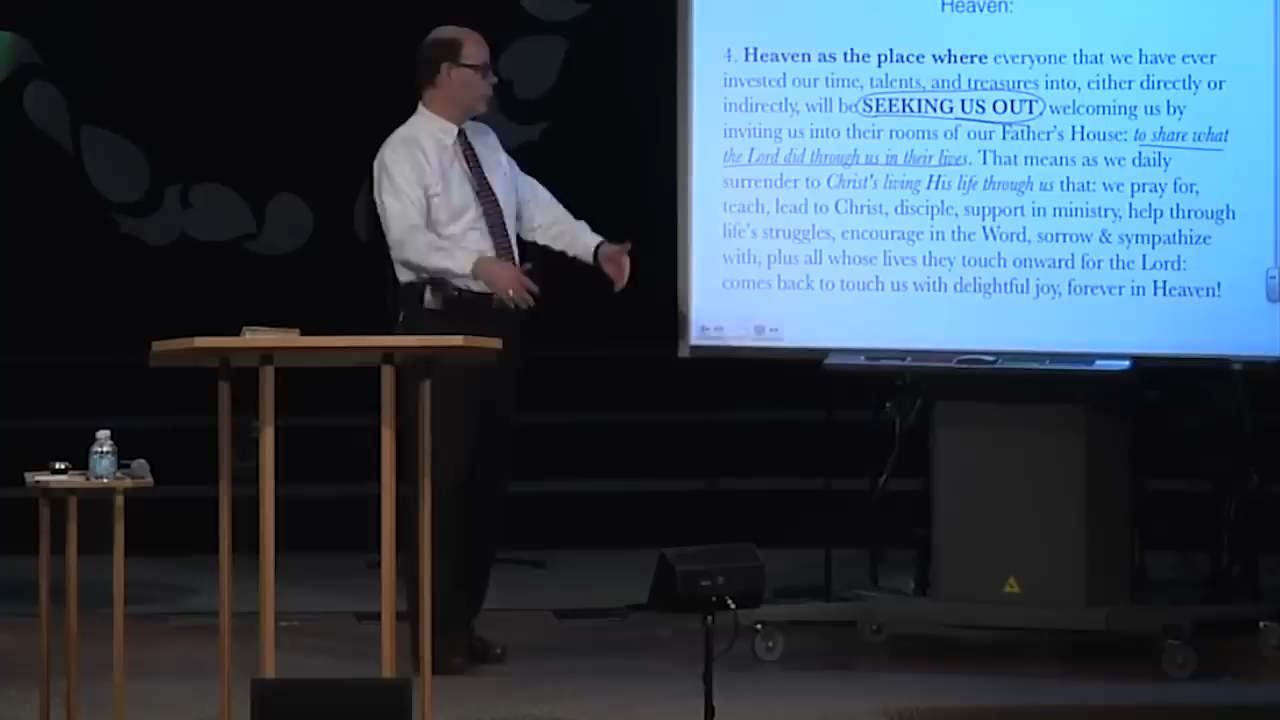 Heaven:
4. Heaven as the place where everyone that we have ever
invested our time, talents, and treasures into, either directly or
indirectly, will be SEEKING US OUT welcoming us by
inviting us into their rooms of our Father's House: to share what
the Lord did through us in their lives. That means as we daily
surrender to Christ's living His life through us that: we pray for,
teach, lead to Christ, disciple, support in ministry, help through
life's struggles, encourage in the Word, sorrow & sympathize
with, plus all whose lives they touch onward for the Lord:
comes back to touch us with delightful joy, forever in Heaven!